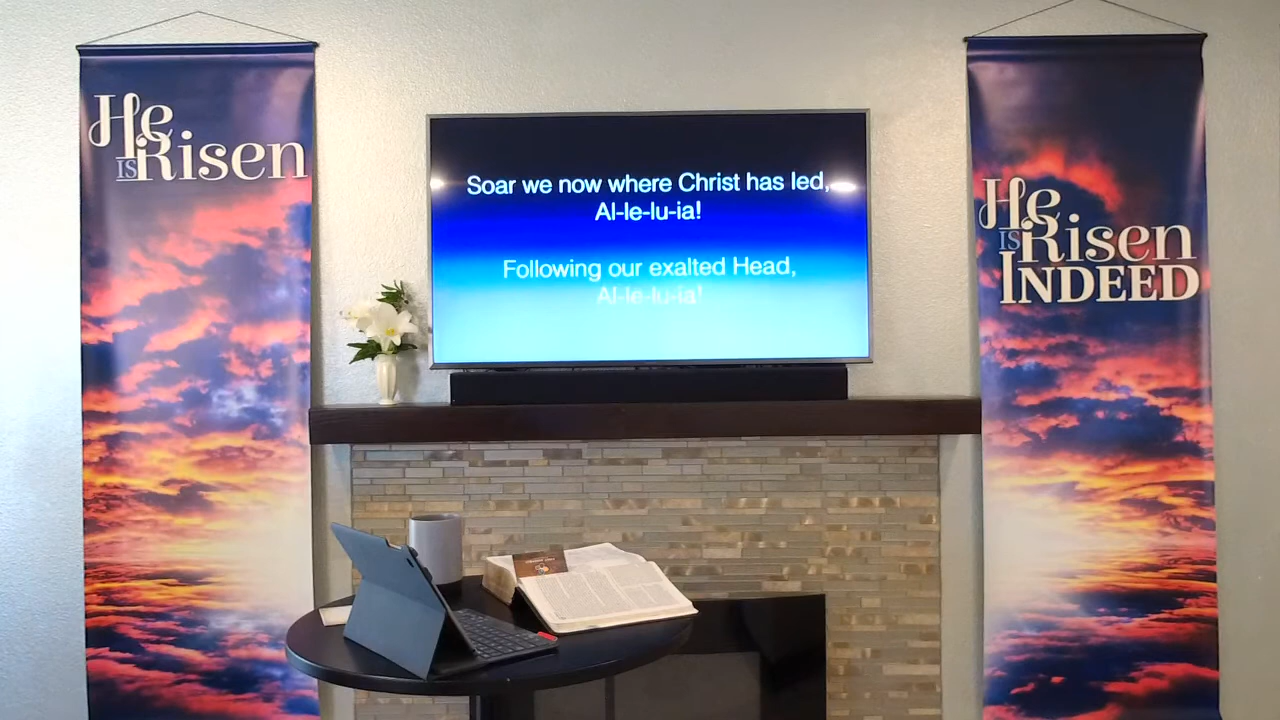 He
IS Risen
Soar we now where Christ has led,
Al-le-lu-ia!
Following our exalted Head,
Al-le-lu-ia!
He
IS Risen
INDEED